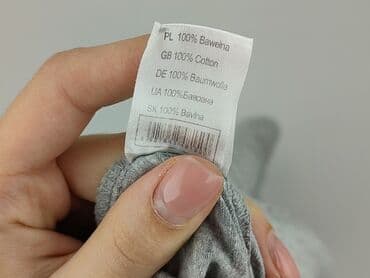 PL 100% Bawełna
GB 100% Cotton
DE 100% Baumwolle
UA 100%Бавовна
SK 100% Bavlna